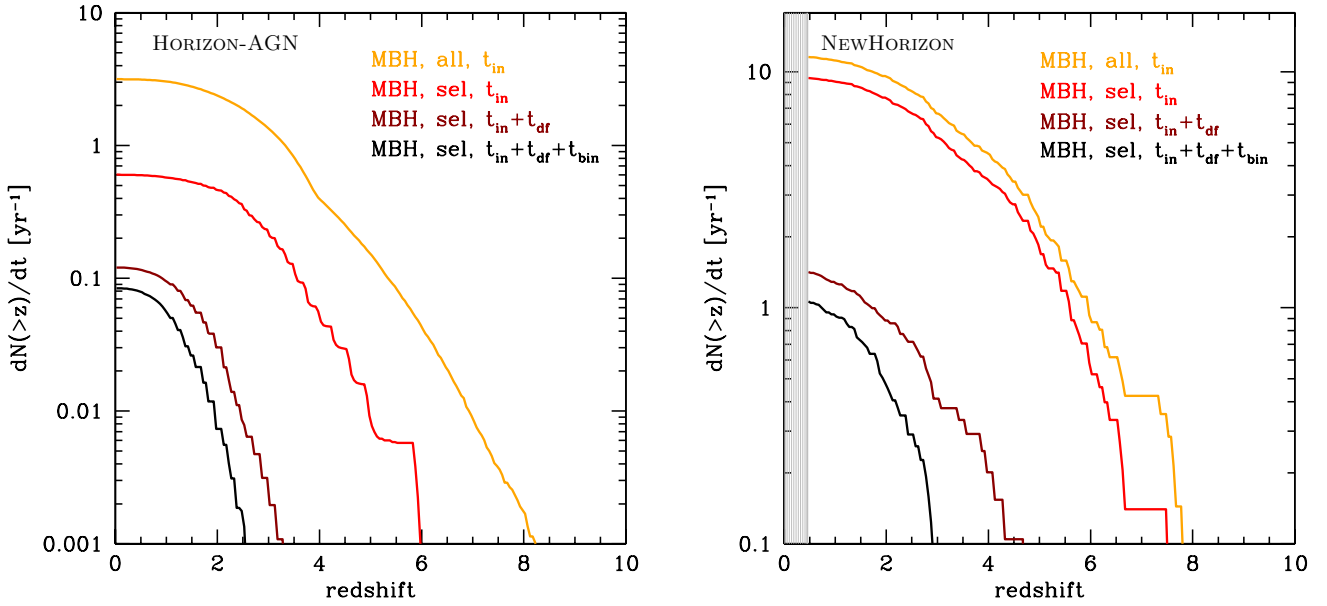 HORIZON-AGN
MBH, all, t_in
MBH, sel, t_in
MBH, sel, t_in+t_df
MBH, sel, t_in+t_df+t_bin
dN(>z)/dt [yr⁻¹]
10
1
0.1
0.01
0.001
0 2 4 6 8 10
redshift
NEWHORIZON
MBH, all, t_in
MBH, sel, t_in
MBH, sel, t_in+t_df
MBH, sel, t_in+t_df+t_bin
dN(>z)/dt [yr⁻¹]
10
1
0.1
0 2 4 6 8 10
redshift